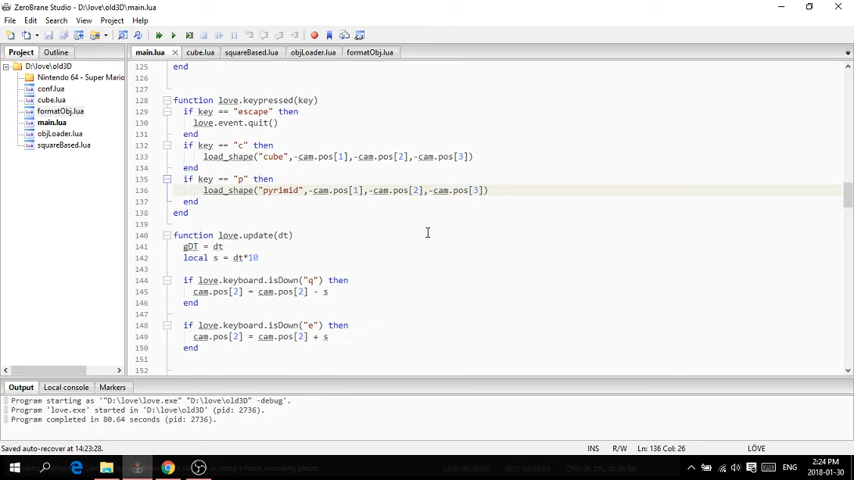 ZeroBrane Studio - D:\love\old3D\main.lua
File Edit Search View Project Help
Project Outline
D:\love\old3D
Nintendo 64 - Super Mario
conf.lua
cube.lua
formatObj.lua
main.lua
objLoader.lua
squareBased.lua
main.lua cube.lua squareBased.lua objLoader.lua formatObj.lua
125 end
126
127
128 function love.keypressed(key)
129 if key == "escape" then
130 love.event.quit()
131 end
132 if key == "c" then
133 load_shape("cube",-cam.pos[1],-cam.pos[2],-cam.pos[3])
134 end
135 if key == "p" then
136 load_shape("pyrimid",-cam.pos[1],-cam.pos[2],-cam.pos[3])
137 end
138 end
139
140 function love.update(dt)
141 gDT = dt
142 local s = dt*10
143
144 if love.keyboard.isDown("q") then
145 cam.pos[2] = cam.pos[2] - s
146 end
147
148 if love.keyboard.isDown("e") then
149 cam.pos[2] = cam.pos[2] + s
150 end
151
152
Output Local console Markers
Program starting as '"D:\love\love.exe" "D:\love\old3D" -debug'.
Program 'love.exe' started in 'D:\love\old3D' (pid: 2736).
Program completed in 80.64 seconds (pid: 2736).
Saved auto-recover at 14:23:28. INS R/W Ln: 136 Col: 26 LÖVE
ENG 2:24 PM
2018-01-30